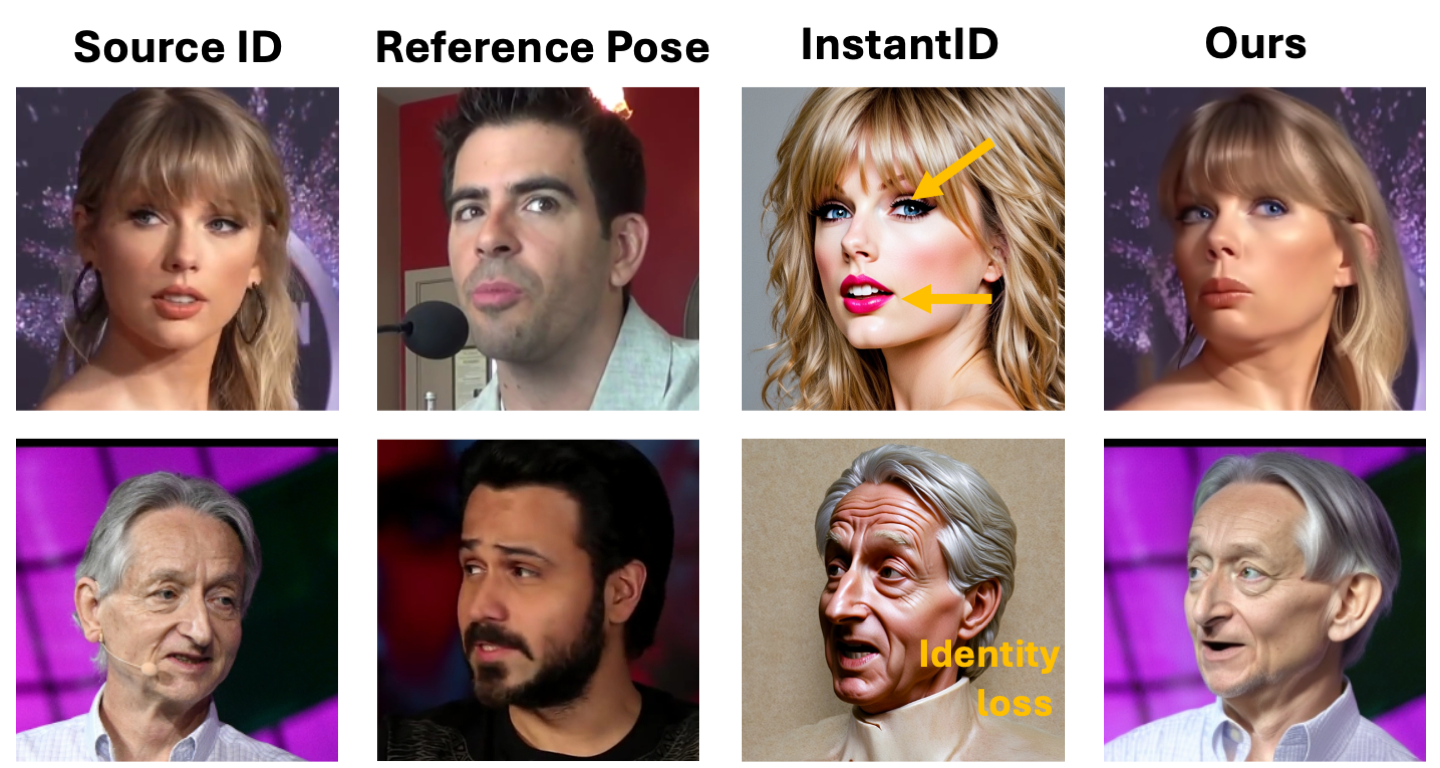 Source ID
Reference Pose
InstantID
Ours
Identity
loss